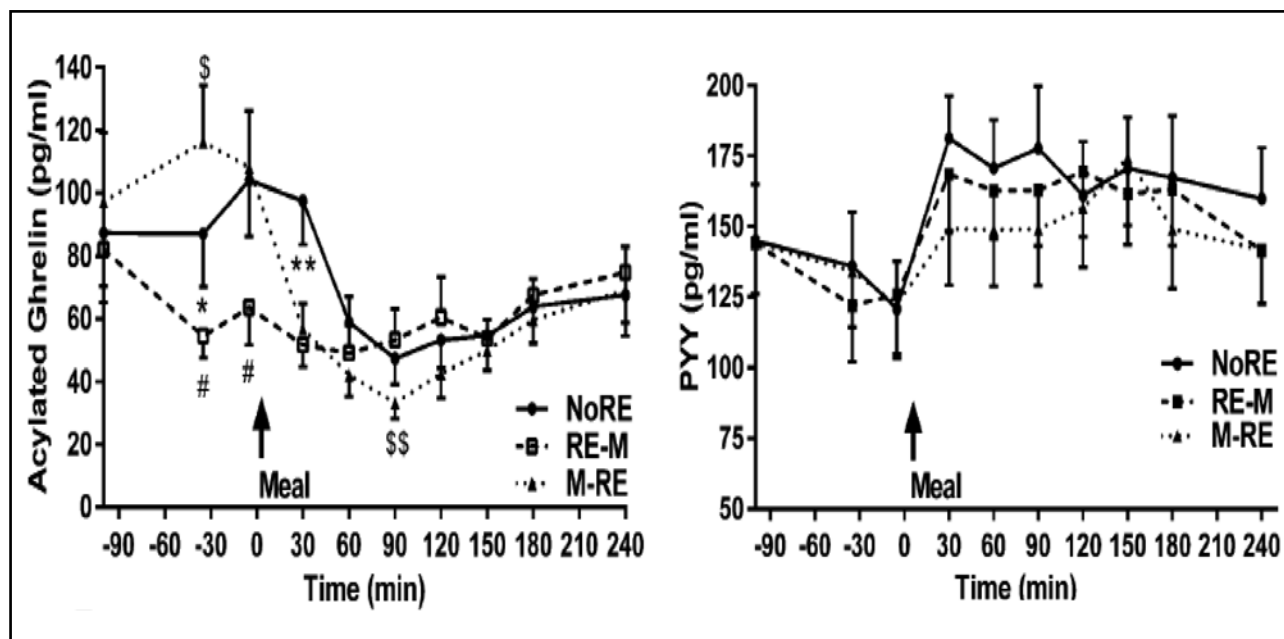 Acylated Ghrelin (pg/ml)
140
120
100
80
60
40
20
0
$
*
#
#
**
$$
Meal
NoRE
RE-M
M-RE
-90 -60 -30 0 30 60 90 120 150 180 210 240
Time (min)
PYY (pg/ml)
200
175
150
125
100
75
50
Meal
NoRE
RE-M
M-RE
-90 -60 -30 0 30 60 90 120 150 180 210 240
Time (min)